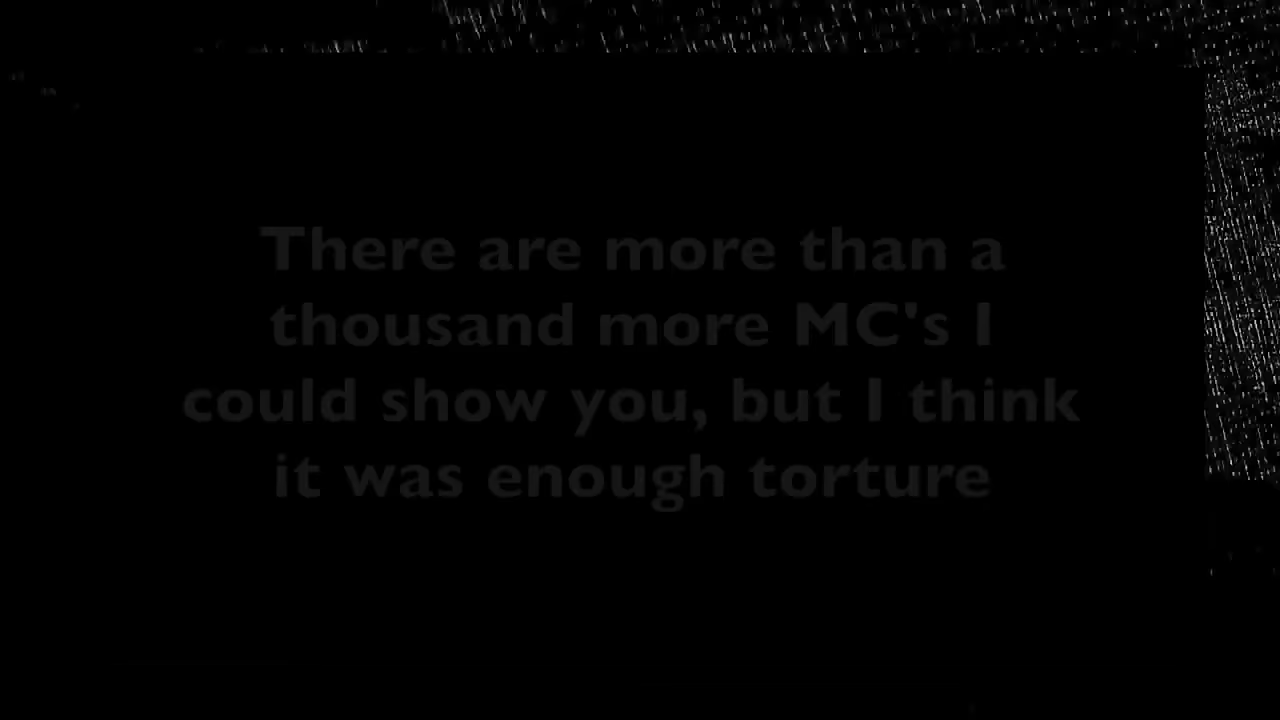 There are more than a
thousand more MC's I
could show you, but I think
it was enough torture